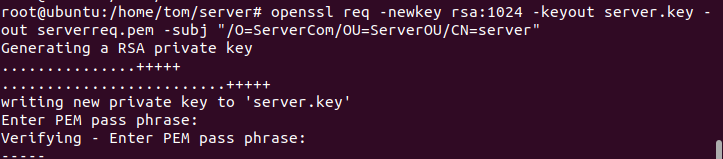 root@ubuntu:/home/tom/server# openssl req -newkey rsa:1024 -keyout server.key -
out serverreq.pem -subj "/O=ServerCom/OU=ServerOU/CN=server"
Generating a RSA private key
...............+++++
.........................+++++
writing new private key to 'server.key'
Enter PEM pass phrase:
Verifying - Enter PEM pass phrase:
-----